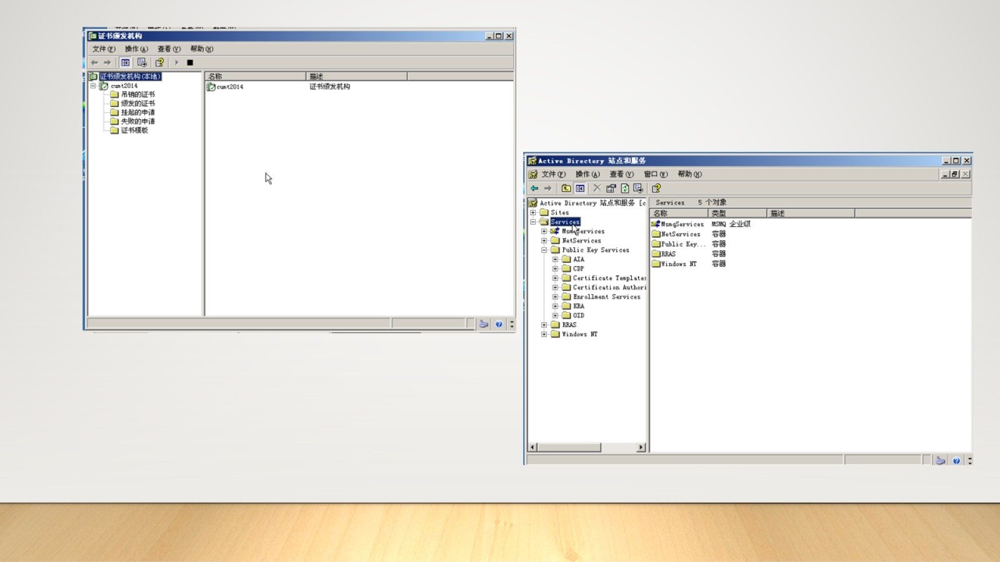 证书颁发机构
文件(F) 操作(A) 查看(V) 帮助(H)
证书颁发机构(本地)
cumt2014
吊销的证书
颁发的证书
挂起的申请
失败的申请
证书模板
名称 描述
cumt2014 证书颁发机构
Active Directory 站点和服务
文件(F) 操作(A) 查看(V) 窗口(W) 帮助(H)
Active Directory 站点和服务 [c
Sites
Services
MsmqServices
NetServices
Public Key Services
AIA
CDP
Certificate Templates
Certification Authori
Enrollment Services
KRA
OID
RRAS
Windows NT
Services 5 个对象
名称 类型 描述
MsmqServices MSMQ 企业级
NetServices 容器
Public Key... 容器
RRAS 容器
Windows NT 容器